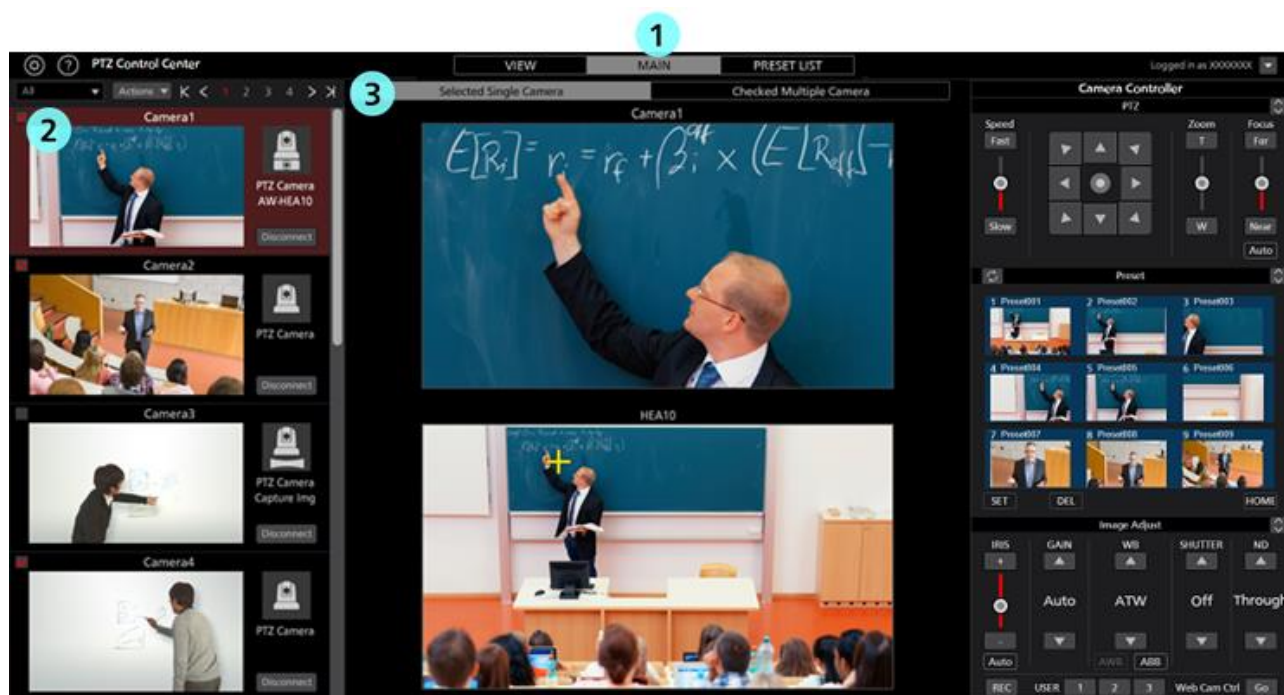 1
PTZ Control Center
VIEW
MAIN
PRESET LIST
Logged in as XXXXXXX
All
Actions
1 2 3 4
3
Selected Single Camera
Checked Multiple Camera
2
Camera1
PTZ Camera
AW-HEA10
Disconnect
Camera2
PTZ Camera
Disconnect
Camera3
PTZ Camera
Capture Img
Disconnect
Camera4
PTZ Camera
Disconnect
Camera1
HEA10
Camera Controller
PTZ
Speed
Zoom
Focus
Fast
T
Far
Slow
W
Near
Auto
Preset
1 Preset001
2 Preset002
3 Preset003
4 Preset004
5 Preset005
6 Preset006
7 Preset007
8 Preset008
9 Preset009
SET
DEL
HOME
Image Adjust
IRIS
GAIN
WB
SHUTTER
ND
+
Auto
ATW
Off
Through
-
Auto
AWB
ABB
REC
USER
1
2
3
Web Cam Ctrl
Go